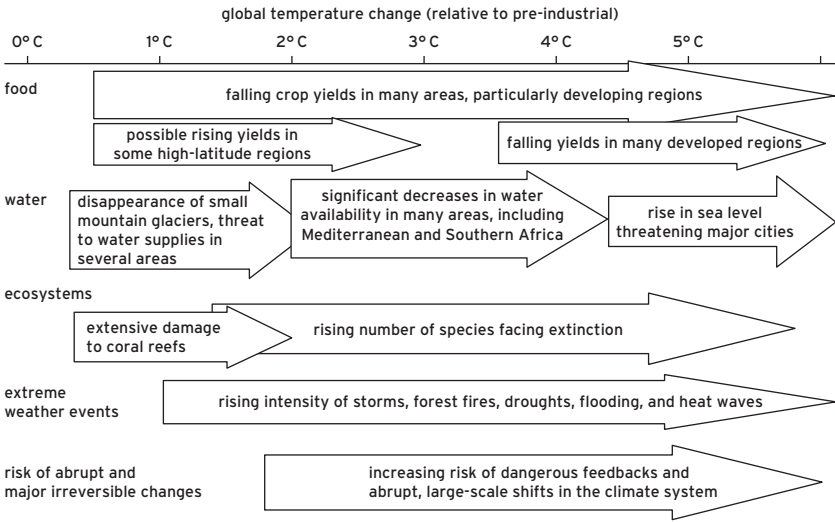 global temperature change (relative to pre-industrial)
0° C 1° C 2° C 3° C 4° C 5° C
food
falling crop yields in many areas, particularly developing regions
possible rising yields in
some high-latitude regions
falling yields in many developed regions
water
disappearance of small
mountain glaciers, threat
to water supplies in
several areas
significant decreases in water
availability in many areas, including
Mediterranean and Southern Africa
rise in sea level
threatening major cities
ecosystems
extensive damage
to coral reefs
rising number of species facing extinction
extreme
weather events
rising intensity of storms, forest fires, droughts, flooding, and heat waves
risk of abrupt and
major irreversible changes
increasing risk of dangerous feedbacks and
abrupt, large-scale shifts in the climate system